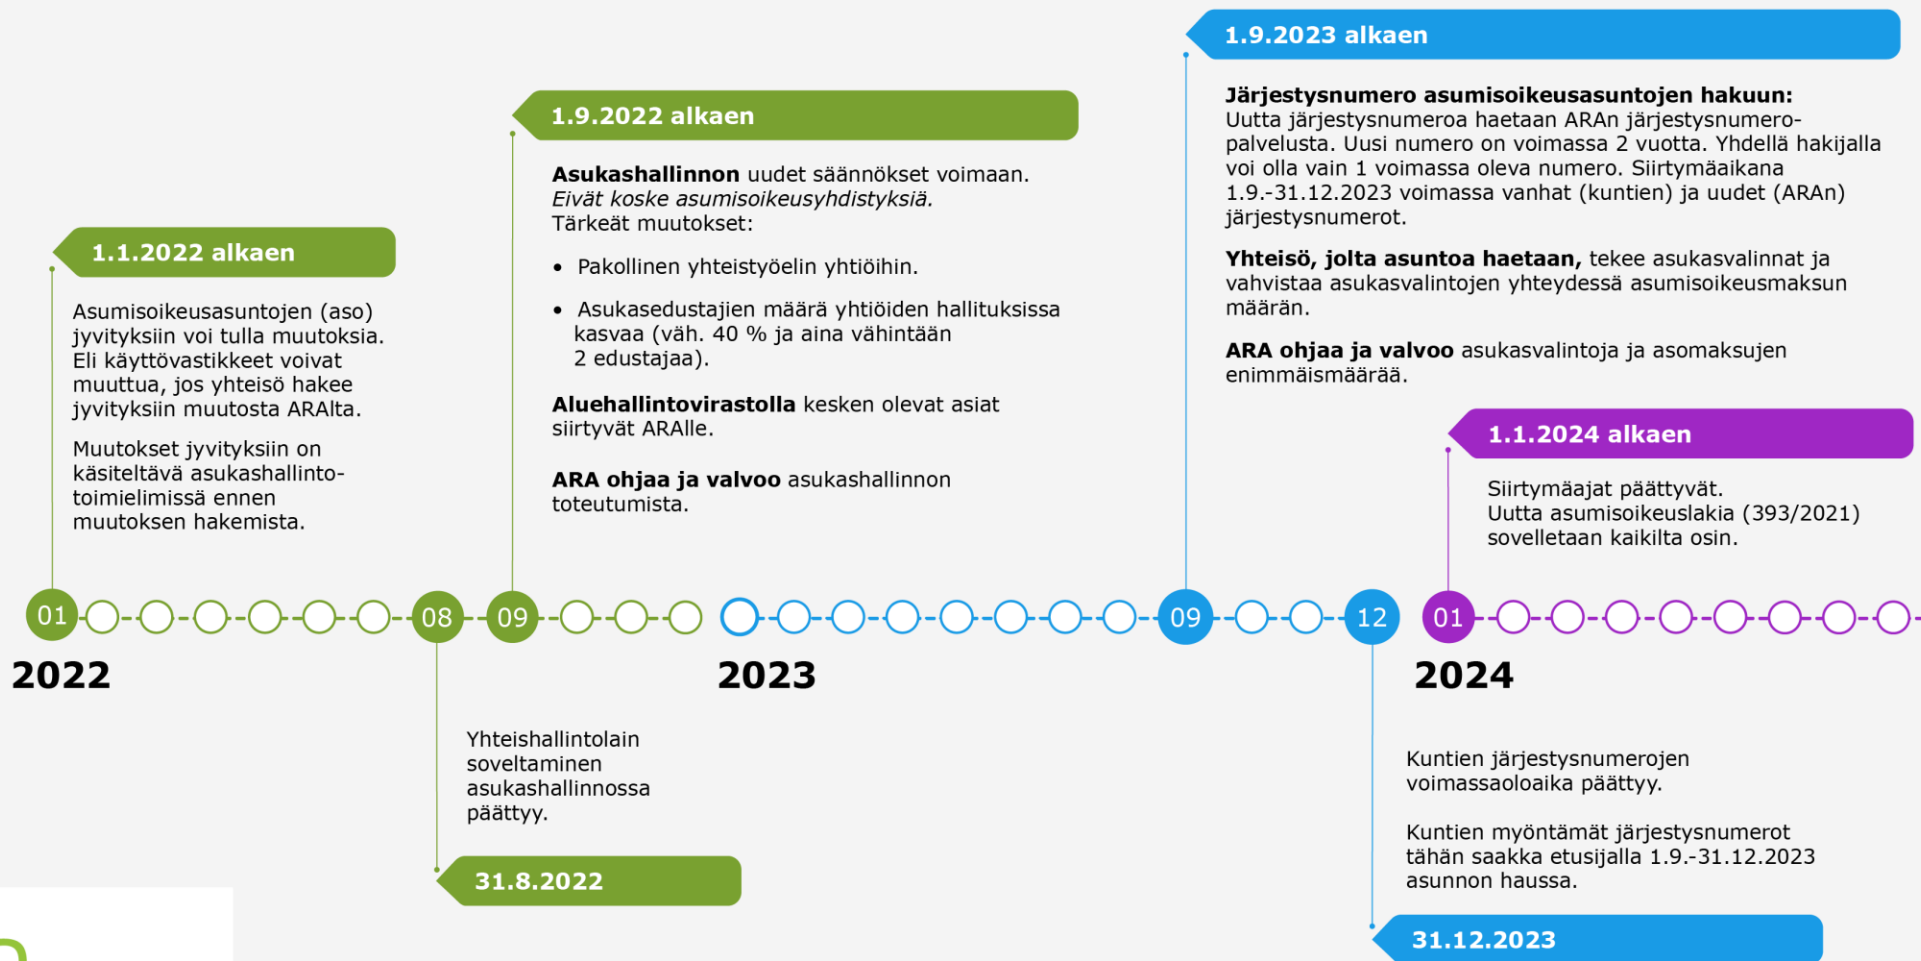 1.1.2022 alkaen
Asumisoikeusasuntojen (aso)
jyvityksiin voi tulla muutoksia.
Eli käyttövastikkeet voivat
muuttua, jos yhteisö hakee
jyvityksiin muutosta ARAlta.
Muutokset jyvityksiin on
käsiteltävä asukashallinto-
toimielimissä ennen
muutoksen hakemista.
1.9.2022 alkaen
Asukashallinnon uudet säännökset voimaan.
Eivät koske asumisoikeusyhdistyksiä.
Tärkeät muutokset:
• Pakollinen yhteistyöelin yhtiöihin.
• Asukasedustajien määrä yhtiöiden hallituksissa
kasvaa (väh. 40 % ja aina vähintään
2 edustajaa).
Aluehallintovirastolla kesken olevat asiat
siirtyvät ARAlle.
ARA ohjaa ja valvoo asukashallinnon
toteutumista.
1.9.2023 alkaen
Järjestysnumero asumisoikeusasuntojen hakuun:
Uutta järjestysnumeroa haetaan ARAn järjestysnumero-
palvelusta. Uusi numero on voimassa 2 vuotta. Yhdellä hakijalla
voi olla vain 1 voimassa oleva numero. Siirtymäaikana
1.9.-31.12.2023 voimassa vanhat (kuntien) ja uudet (ARAn)
järjestysnumerot.
Yhteisö, jolta asuntoa haetaan, tekee asukasvalinnat ja
vahvistaa asukasvalintojen yhteydessä asumisoikeusmaksun
määrän.
ARA ohjaa ja valvoo asukasvalintoja ja asomaksujen
enimmäismäärää.
1.1.2024 alkaen
Siirtymäajat päättyvät.
Uutta asumisoikeuslakia (393/2021)
sovelletaan kaikilta osin.
01 08 09 09 12 01
2022 2023 2024
Yhteishallintolain
soveltaminen
asukashallinnossa
päättyy.
31.8.2022
Kuntien järjestysnumerojen
voimassaoloaika päättyy.
Kuntien myöntämät järjestysnumerot
tähän saakka etusijalla 1.9.-31.12.2023
asunnon haussa.
31.12.2023